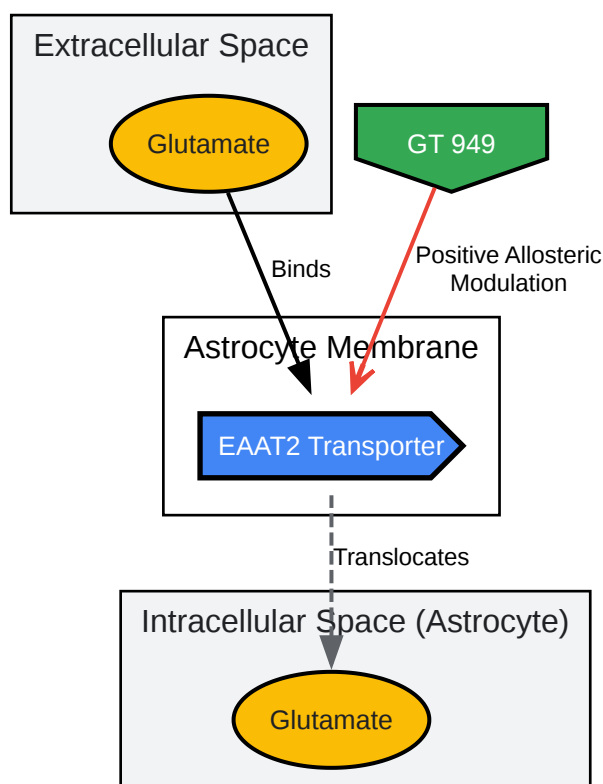 Extracellular Space
Glutamate
GT 949
Binds
Positive Allosteric
Modulation
Astrocyte Membrane
EAAT2 Transporter
Translocates
Intracellular Space (Astrocyte)
Glutamate